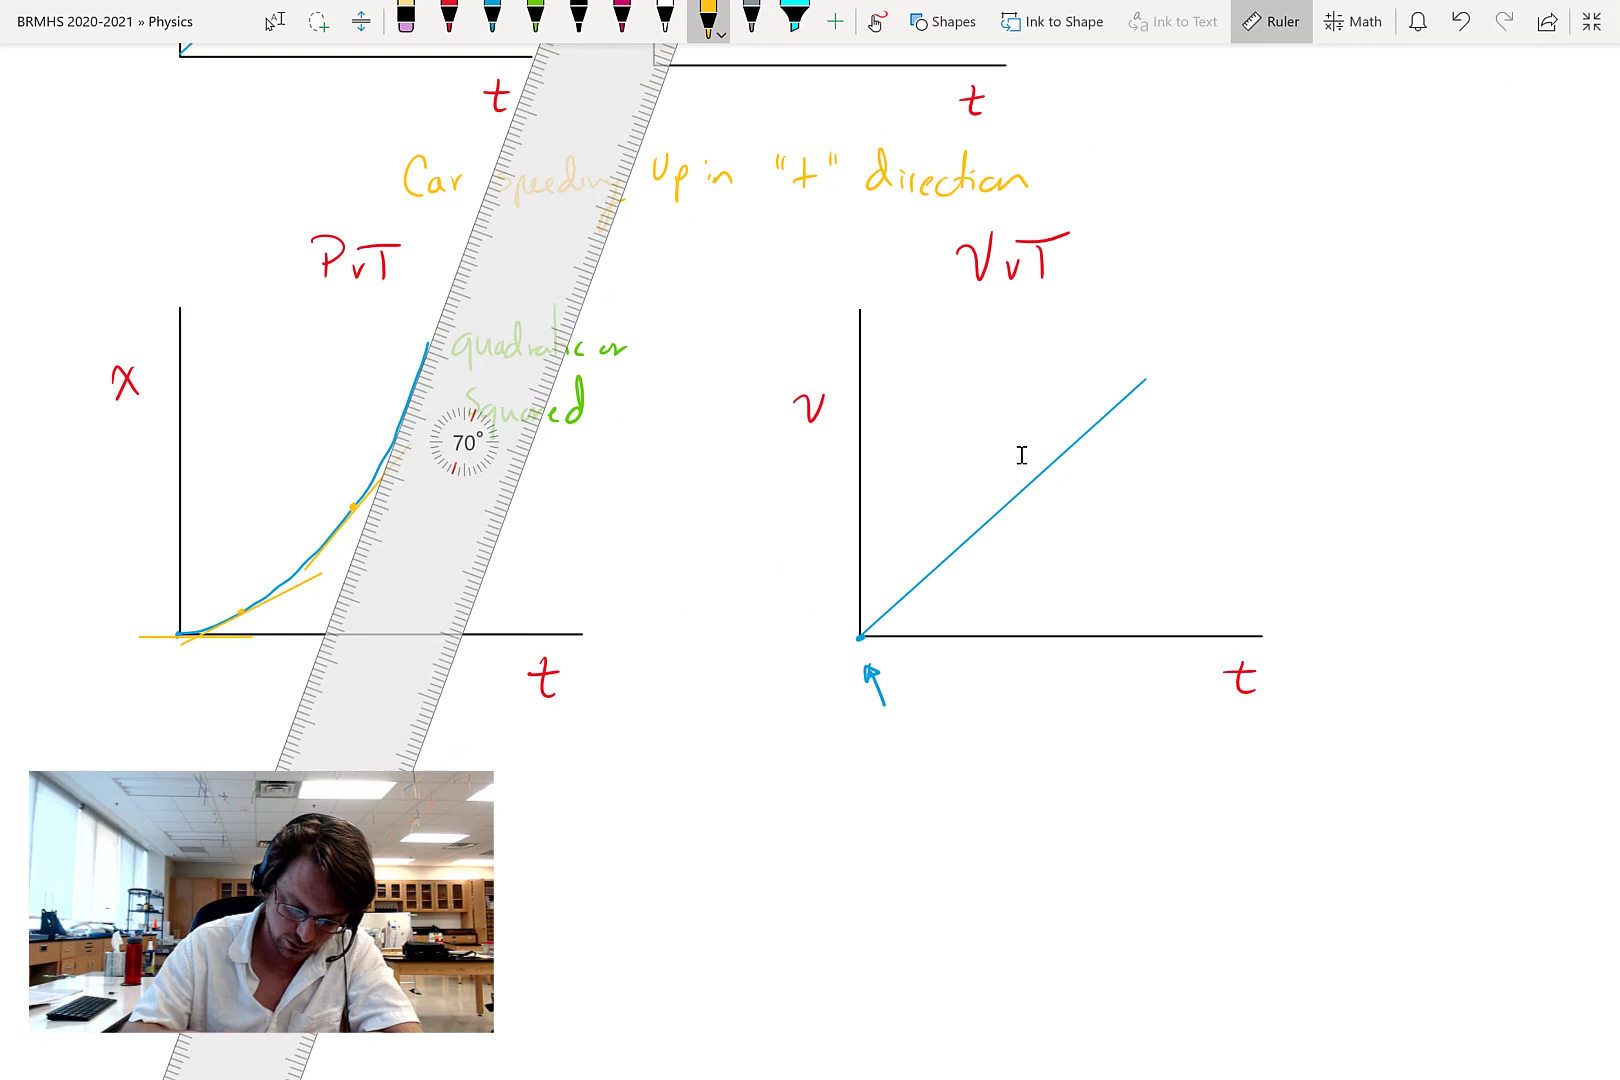 BRMHS 2020-2021 » Physics
Shapes
Ink to Shape
Ink to Text
Ruler
Math
t
t
Car speeding up in "+" direction
PvT
VvT
x
quadratic or
squared
70°
v
t
t